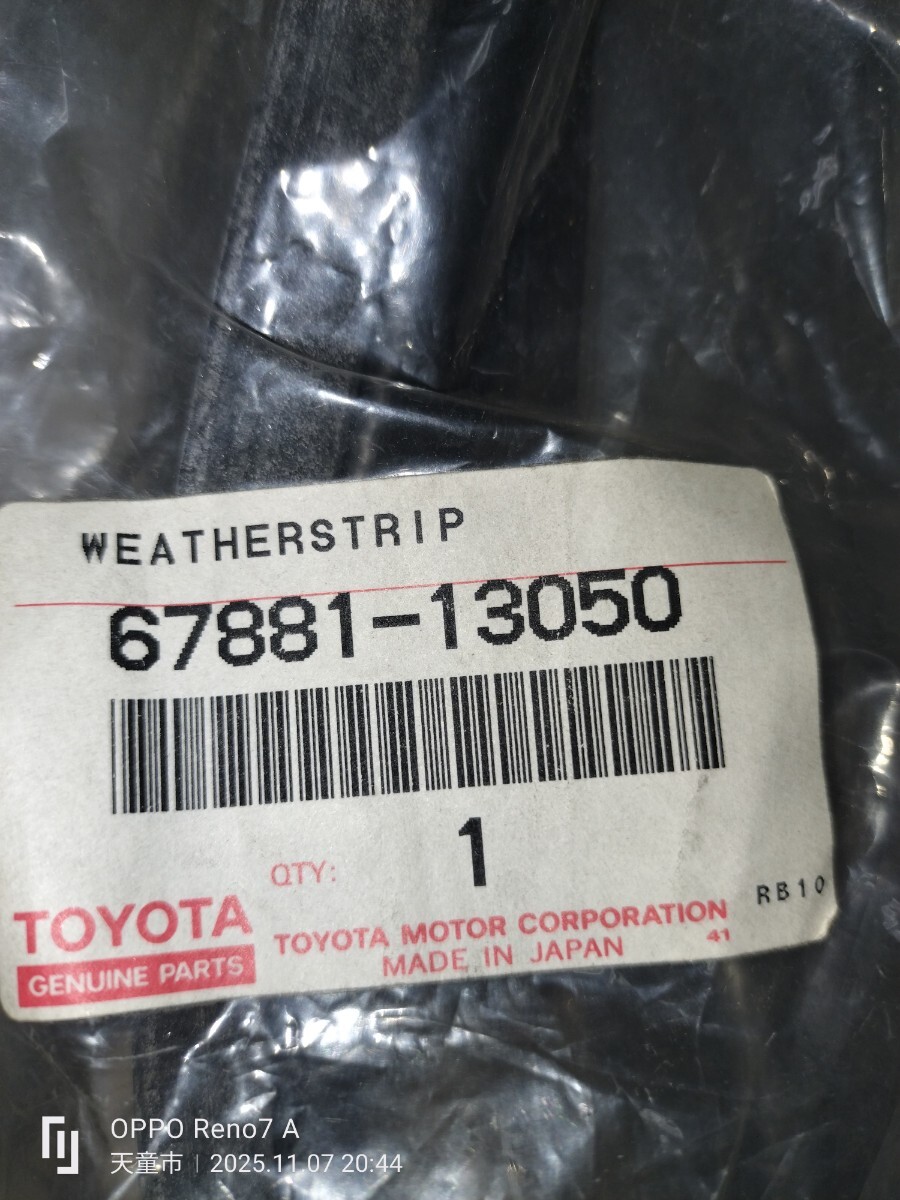 WEATHERSTRIP
67881-13050
QTY: 1
RB10
TOYOTA
GENUINE PARTS
TOYOTA MOTOR CORPORATION
41
MADE IN JAPAN
OPPO Reno7 A
天童市 | 2025.11.07 20:44